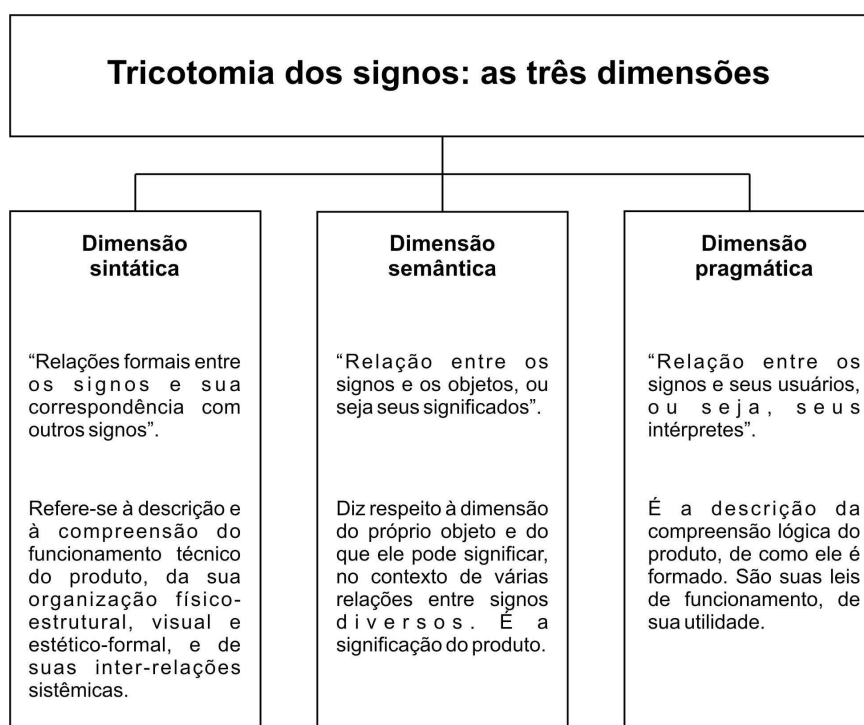 Tricotomia dos signos: as três dimensões
Dimensão
sintática
“Relações formais entre
os signos e sua
correspondência com
outros signos”.
Refere-se à descrição e
à compreensão do
funcionamento técnico
do produto, da sua
organização físico-
estrutural, visual e
estético-formal, e de
suas inter-relações
sistêmicas.
Dimensão
semântica
“Relação entre os
signos e os objetos, ou
seja seus significados”.
Diz respeito à dimensão
do próprio objeto e do
que ele pode significar,
no contexto de várias
relações entre signos
diversos. É a
significação do produto.
Dimensão
pragmática
“Relação entre os
signos e seus usuários,
ou seja, seus
intérpretes”.
É a descrição da
compreensão lógica do
produto, de como ele é
formado. São suas leis
de funcionamento, de
sua utilidade.